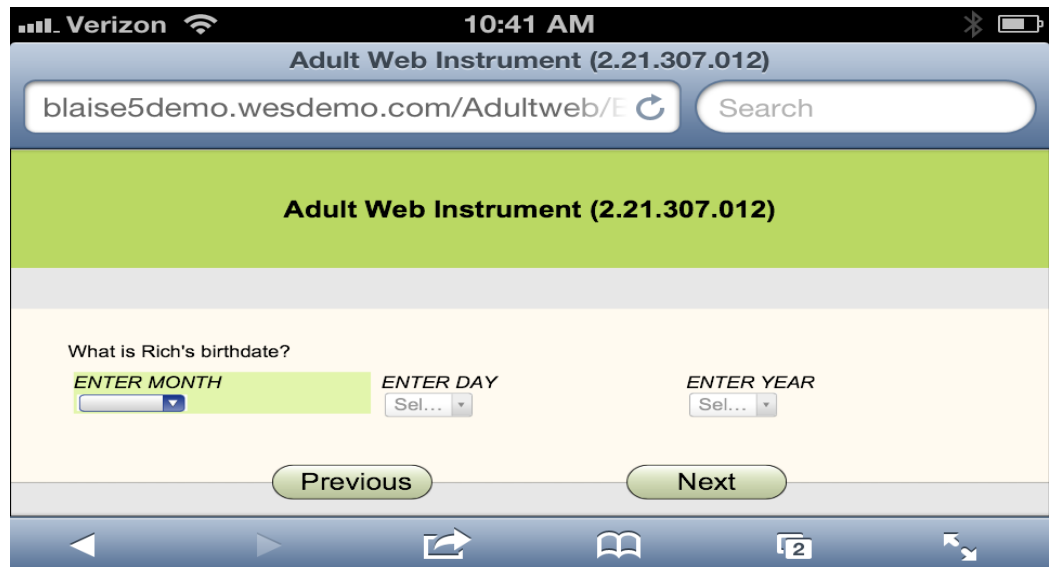 Verizon 10:41 AM
Adult Web Instrument (2.21.307.012)
blaise5demo.wesdemo.com/Adultweb/E Search
Adult Web Instrument (2.21.307.012)
What is Rich's birthdate?
ENTER MONTH ENTER DAY ENTER YEAR
Sel... Sel...
Previous Next
2